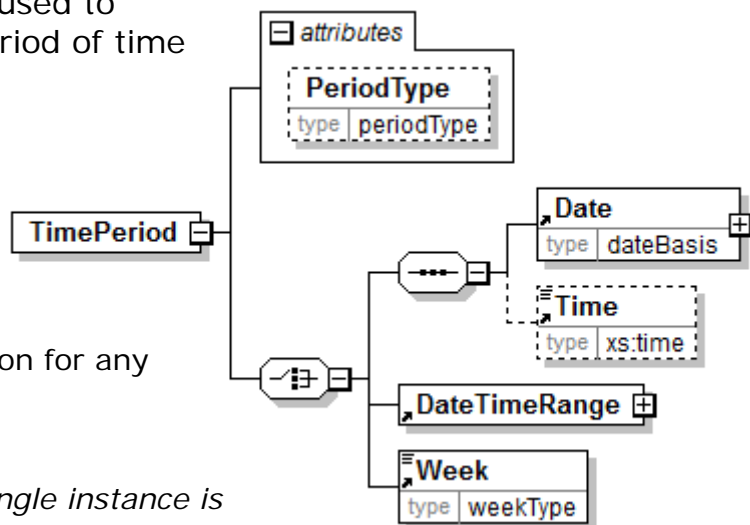 used to
riod of time
attributes
PeriodType
type periodType
TimePeriod
Date
type dateBasis
Time
type xs:time
on for any
DateTimeRange
Week
ngle instance is
type weekType